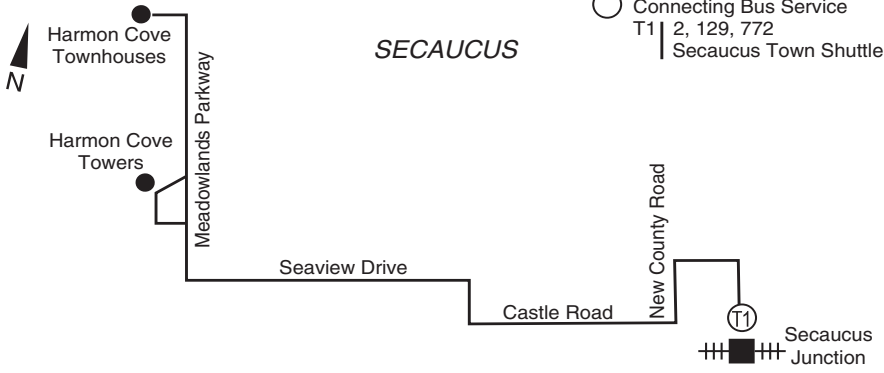 Connecting Bus Service
T1 2, 129, 772
Secaucus Town Shuttle
Harmon Cove
Townhouses
SECAUCUS
N
Meadowlands Parkway
Harmon Cove
Towers
New County Road
Seaview Drive
Castle Road
T1
Secaucus
Junction